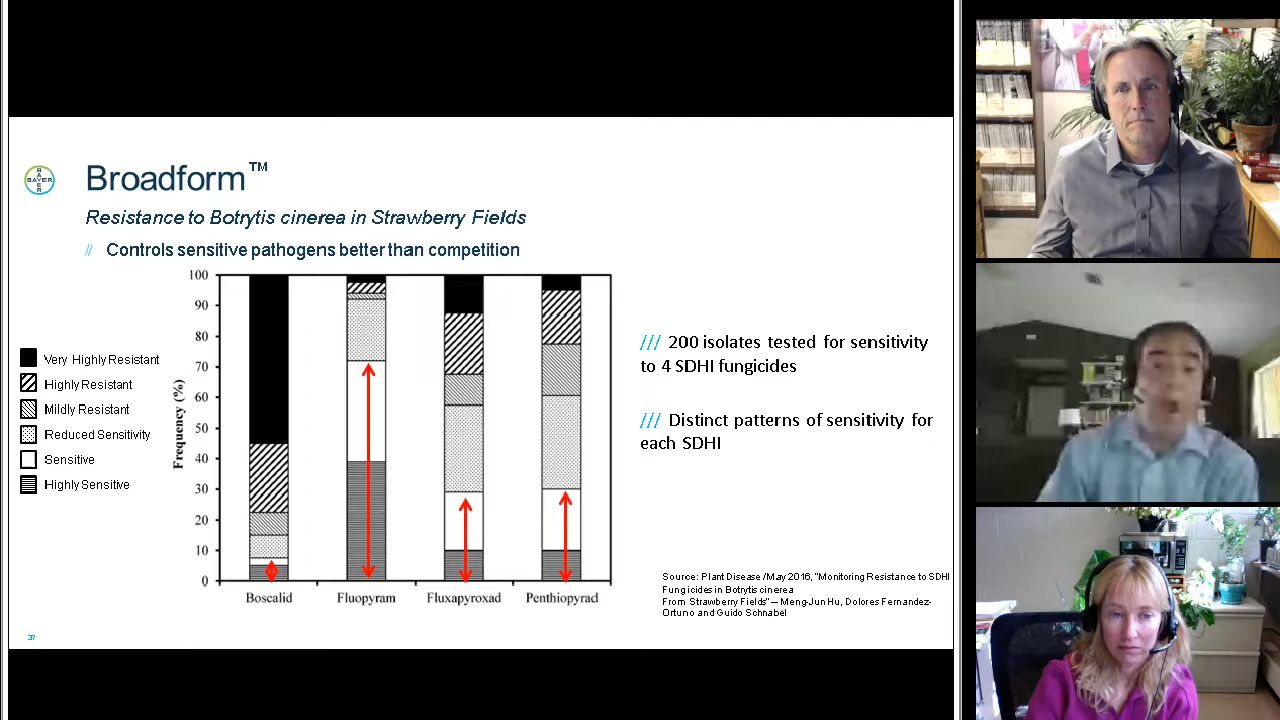 BAYER
BAYER
Broadform™
Resistance to Botrytis cinerea in Strawberry Fields
// Controls sensitive pathogens better than competition
Very Highly Resistant
Highly Resistant
Mildly Resistant
Reduced Sensitivity
Sensitive
Highly Sensitive
Frequency (%)
100
90
80
70
60
50
40
30
20
10
0
Boscalid
Fluopyram
Fluxapyroxad
Penthiopyrad
/// 200 isolates tested for sensitivity
to 4 SDHI fungicides
/// Distinct patterns of sensitivity for
each SDHI
Source: Plant Disease /May 2016, "Monitoring Resistance to SDHI
Fungicides in Botrytis cinerea
From Strawberry Fields" – Meng-Jun Hu, Dolores Fernandez-
Ortuno and Guido Schnabel
37